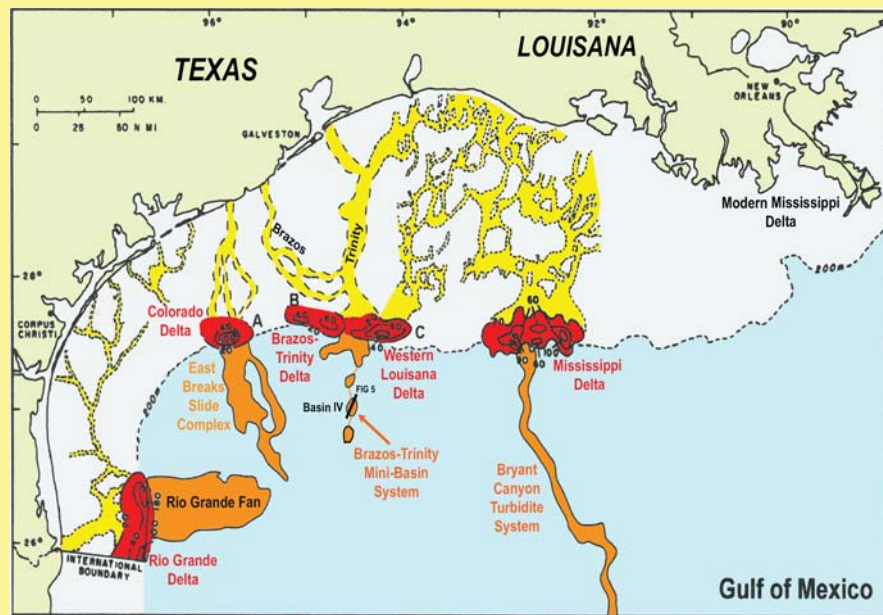 96°
94°
92°
90°
TEXAS
LOUISANA
0 50 100 KM.
0 25 50 N MI
NEW
ORLEANS
GALVESTON
Modern Mississippi
Delta
Brazos
Trinity
200m
28°
CORPUS
CHRISTI
Colorado
Delta
A
B
C
60
Brazos-
Trinity
Delta
Western
Louisana
Delta
Mississippi
Delta
East
Breaks
Slide
Complex
200m
FIG 5
Basin IV
Brazos-Trinity
Mini-Basin
System
Bryant
Canyon
Turbidite
System
Rio Grande Fan
26°
INTERNATIONAL
BOUNDARY
Rio Grande
Delta
Gulf of Mexico